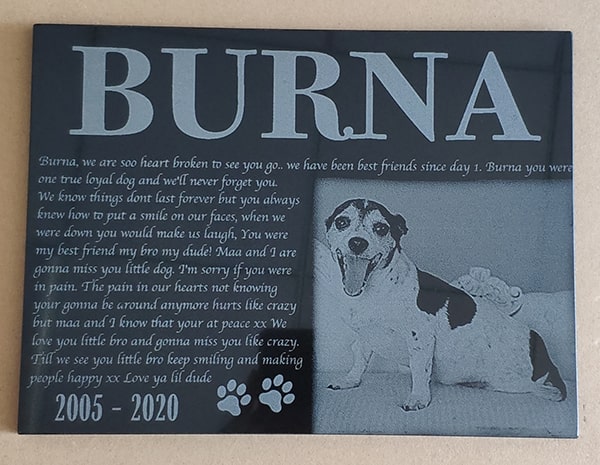 BURNA
Burna, we are soo heart broken to see you go.. we have been best friends since day 1. Burna you were
one true loyal dog and we'll never forget you.
We know things dont last forever but you always
knew how to put a smile on our faces, when we
were down you would make us laugh, You were
my best friend my bro my dude! Maa and I are
gonna miss you little dog. I'm sorry if you were
in pain. The pain in our hearts not knowing
your gonna be around anymore hurts like crazy
but maa and I know that your at peace xx We
love you little bro and gonna miss you like crazy.
Till we see you little bro keep smiling and making
people happy xx Love ya lil dude
2005 - 2020